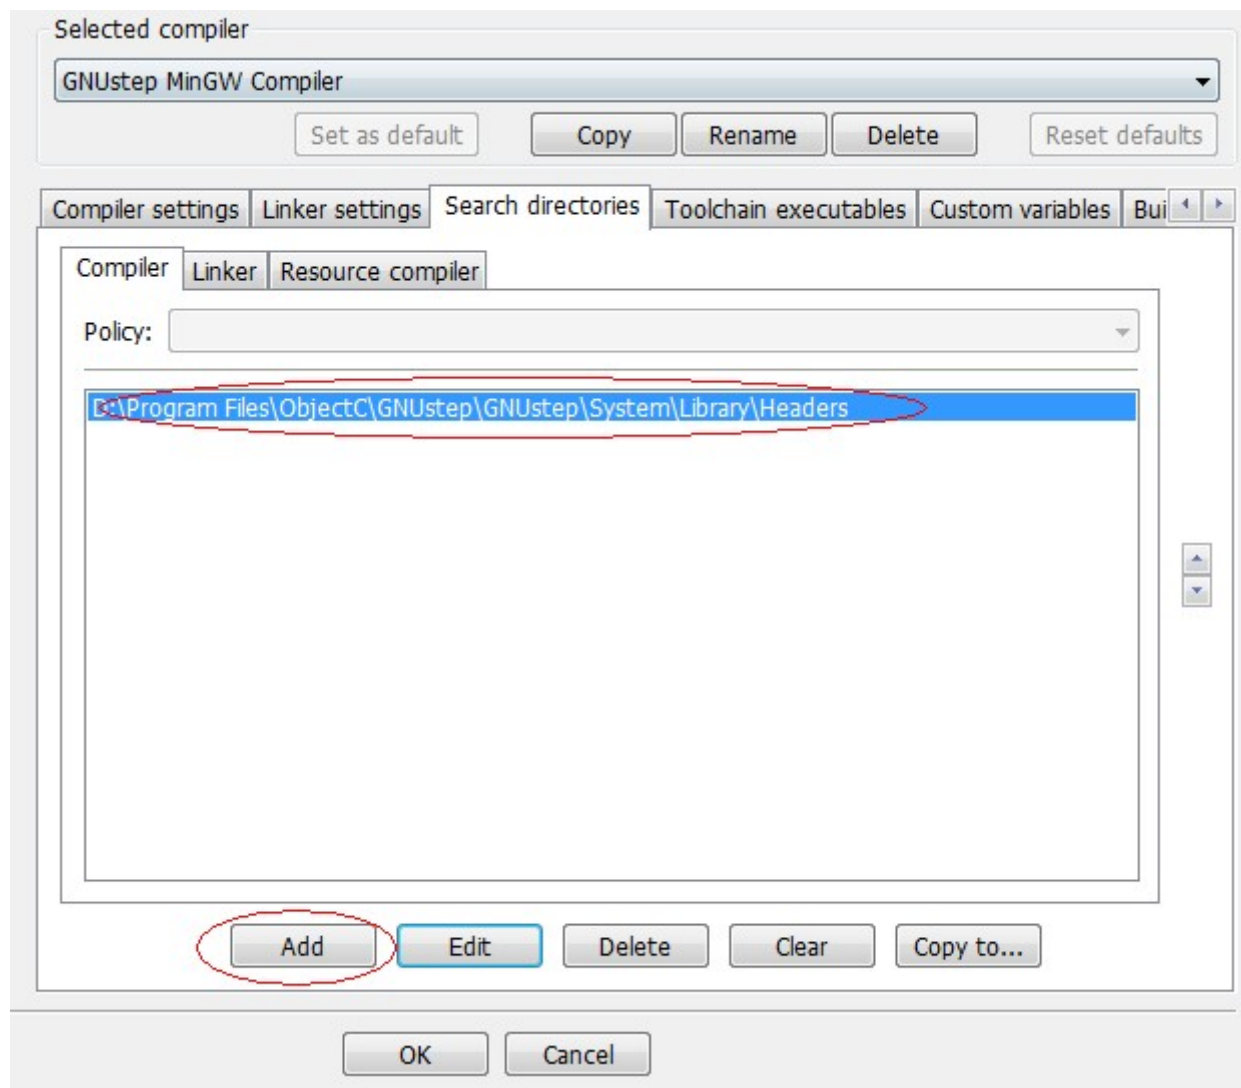 Selected compiler
GNUstep MinGW Compiler
Set as default Copy Rename Delete Reset defaults
Compiler settings Linker settings Search directories Toolchain executables Custom variables Bui
Compiler Linker Resource compiler
Policy:
D:\Program Files\ObjectC\GNUstep\GNUstep\System\Library\Headers
Add Edit Delete Clear Copy to...
OK Cancel